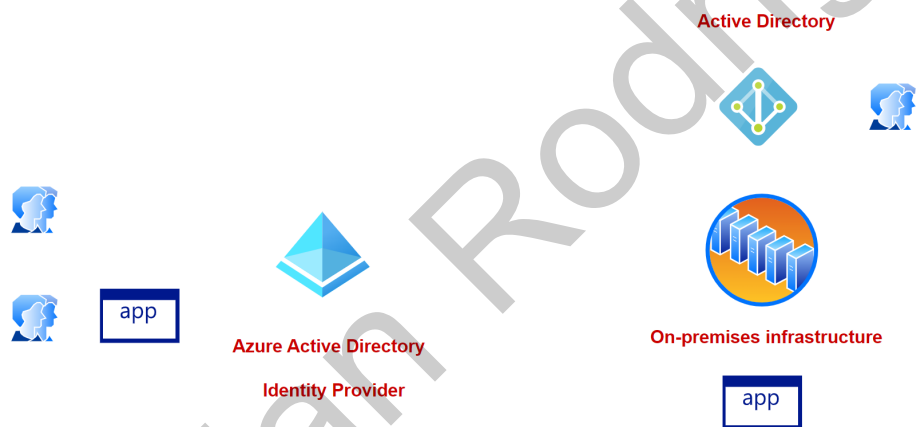 Active Directory
app
Azure Active Directory
Identity Provider
On-premises infrastructure
app